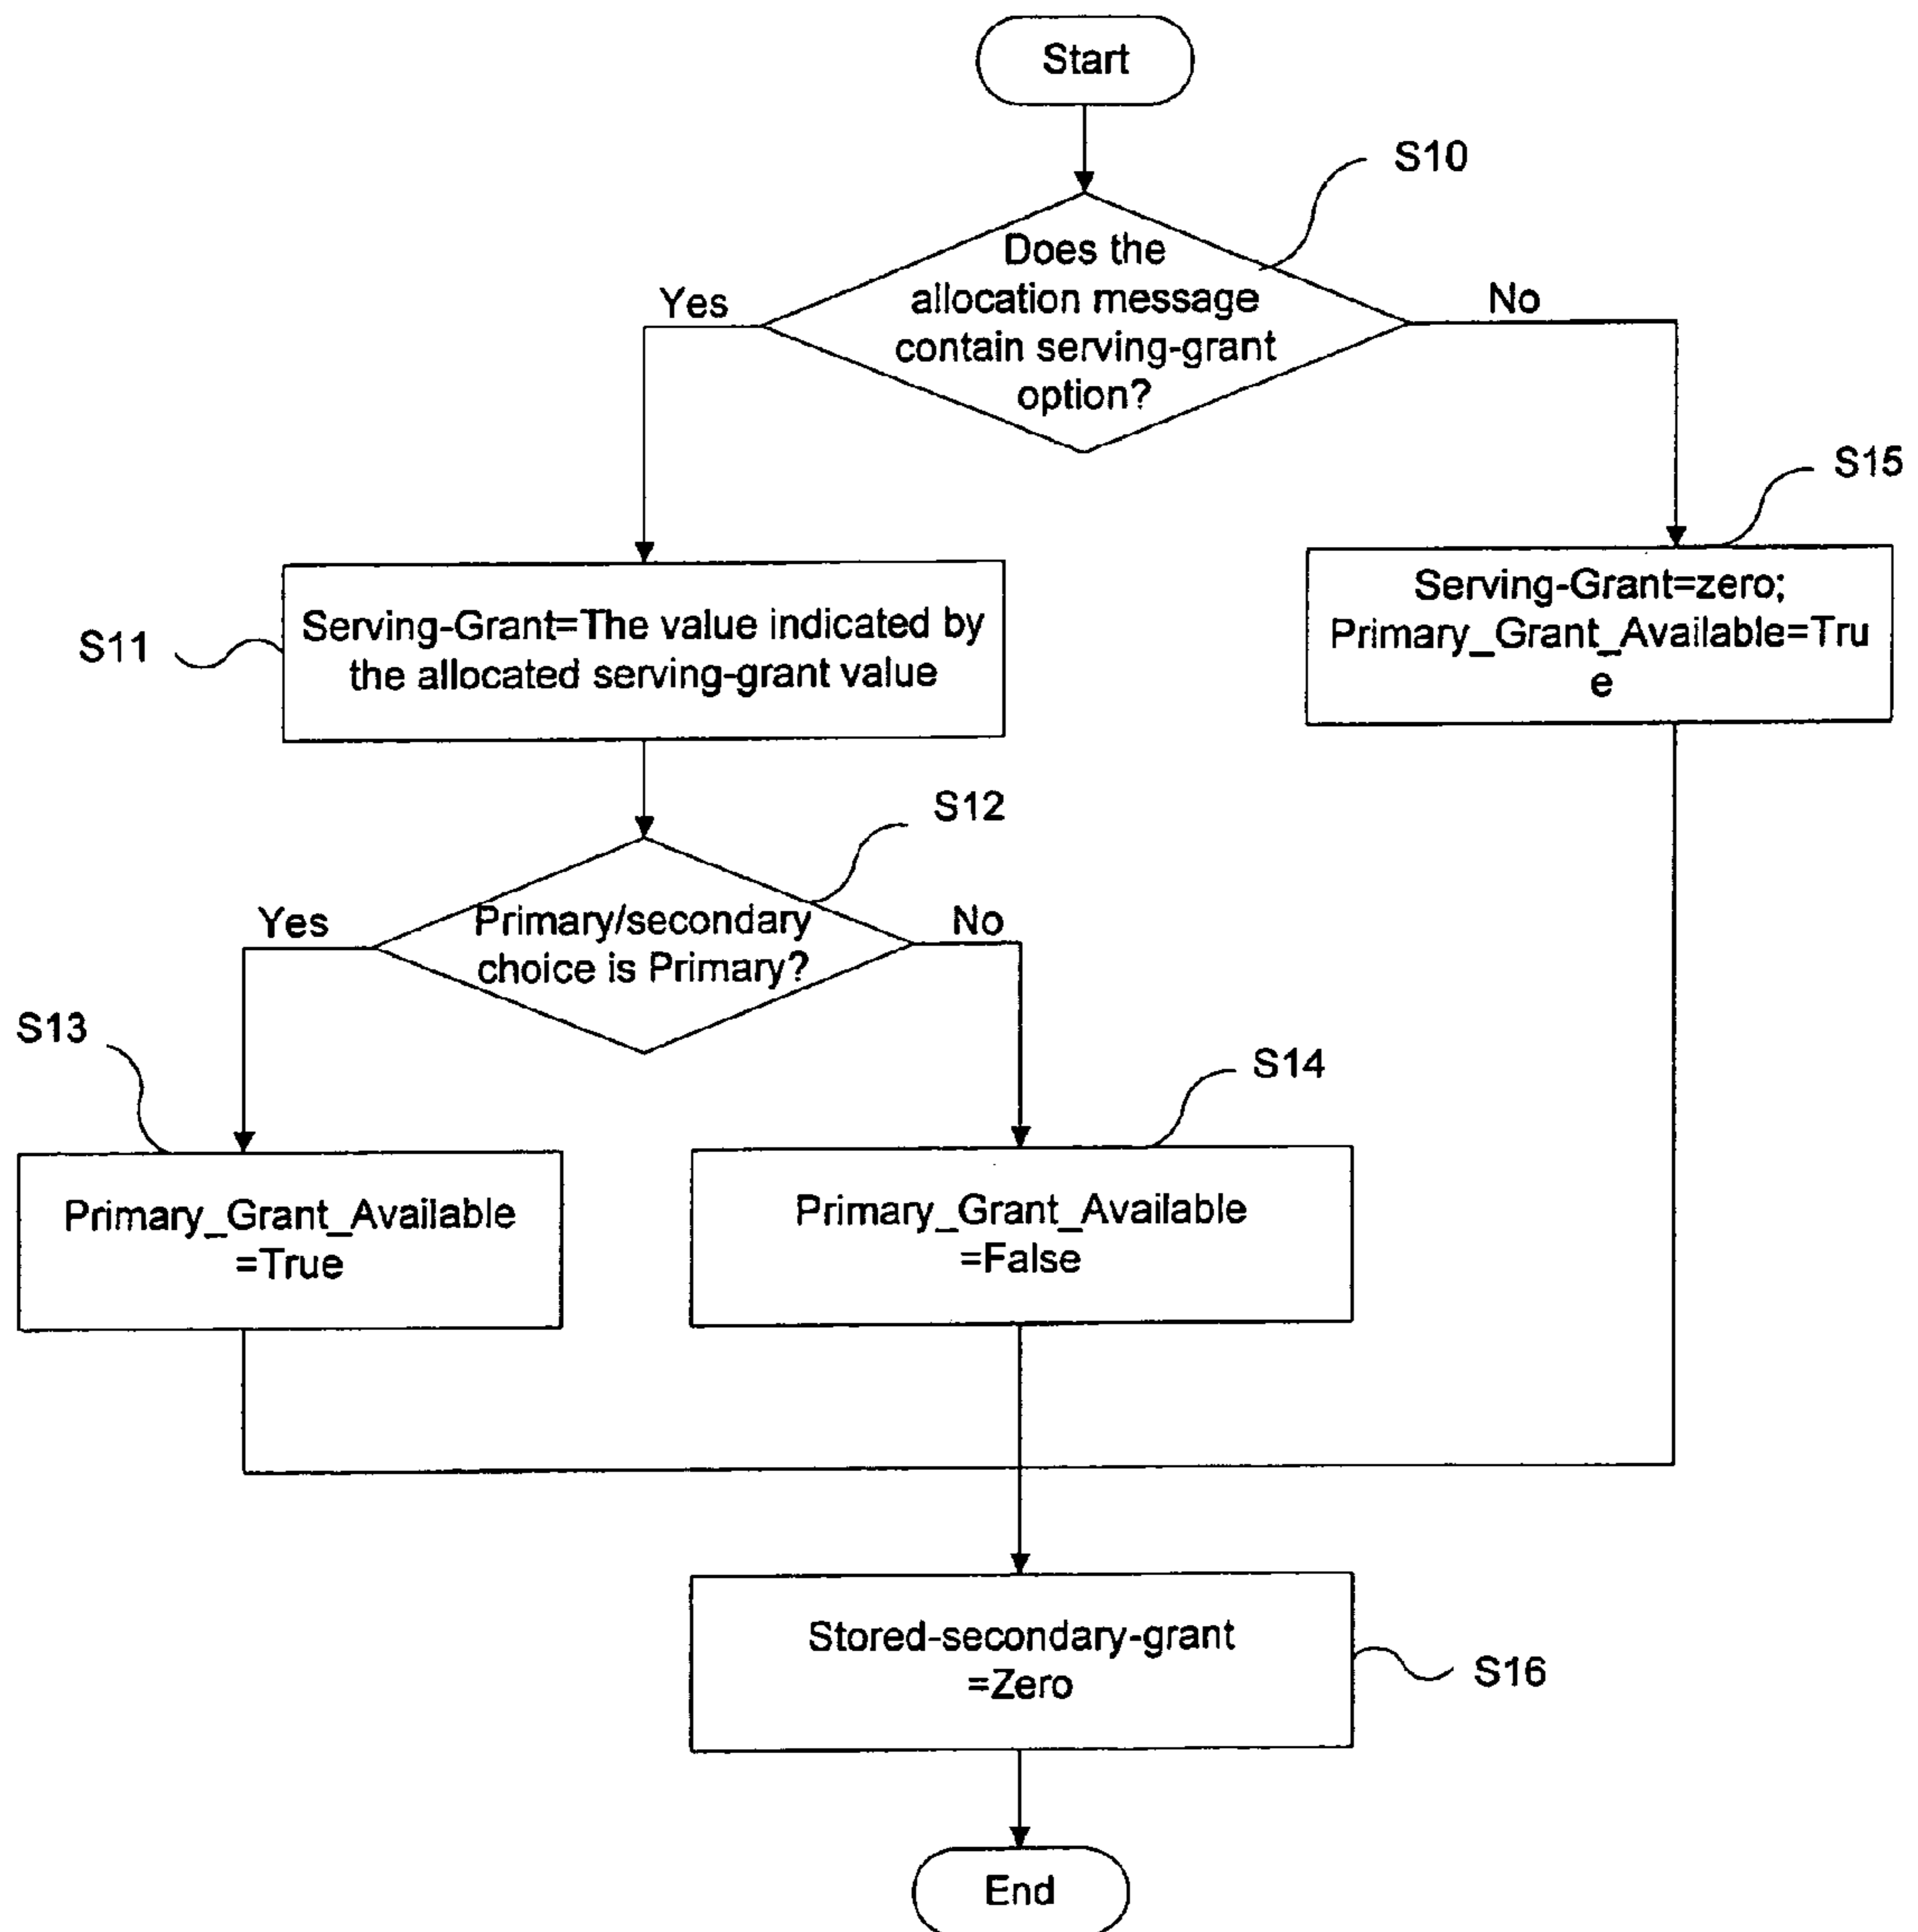 Start
S10
Does the
allocation message
contain serving-grant
option?
Yes
No
S15
Serving-Grant=zero;
Primary_Grant_Available=Tru
e
S11
Serving-Grant=The value indicated by
the allocated serving-grant value
S12
Primary/secondary
choice is Primary?
Yes
No
S13
S14
Primary_Grant_Available
=True
Primary_Grant_Available
=False
Stored-secondary-grant
=Zero
S16
End